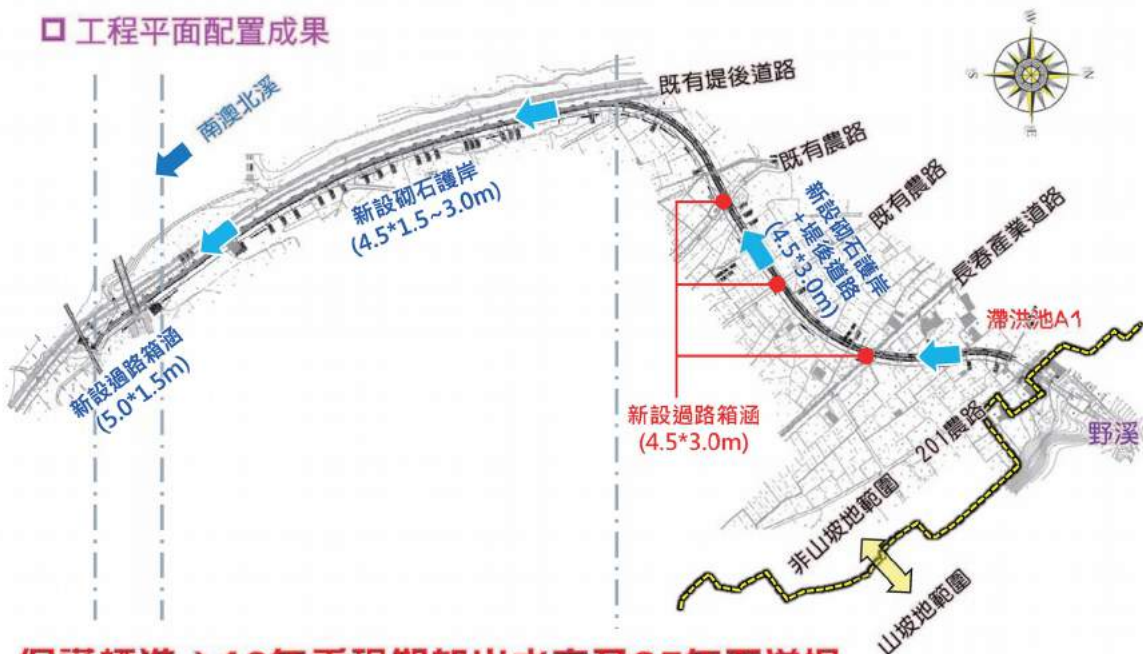 工程平面配置成果
W
S
N
E
南澳北溪
既有堤後道路
既有農路
既有農路
長春產業道路
新設砌石護岸
(4.5*1.5~3.0m)
新設砌石護岸
+堤後道路
(4.5*3.0m)
滯洪池A1
新設過路箱涵
(5.0*1.5m)
新設過路箱涵
(4.5*3.0m)
201農路
野溪
非山坡地範圍
山坡地範圍